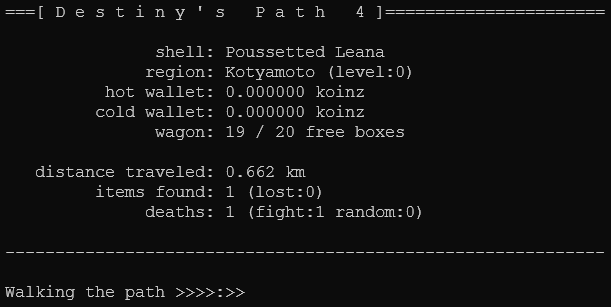 ===[ D e s t i n y ' s   P a t h   4 ]======================
shell: Poussetted Leana
region: Kotyamoto (level:0)
hot wallet: 0.000000 koinz
cold wallet: 0.000000 koinz
wagon: 19 / 20 free boxes
distance traveled: 0.662 km
items found: 1 (lost:0)
deaths: 1 (fight:1 random:0)
------------------------------------------------------------
Walking the path >>>>:>>